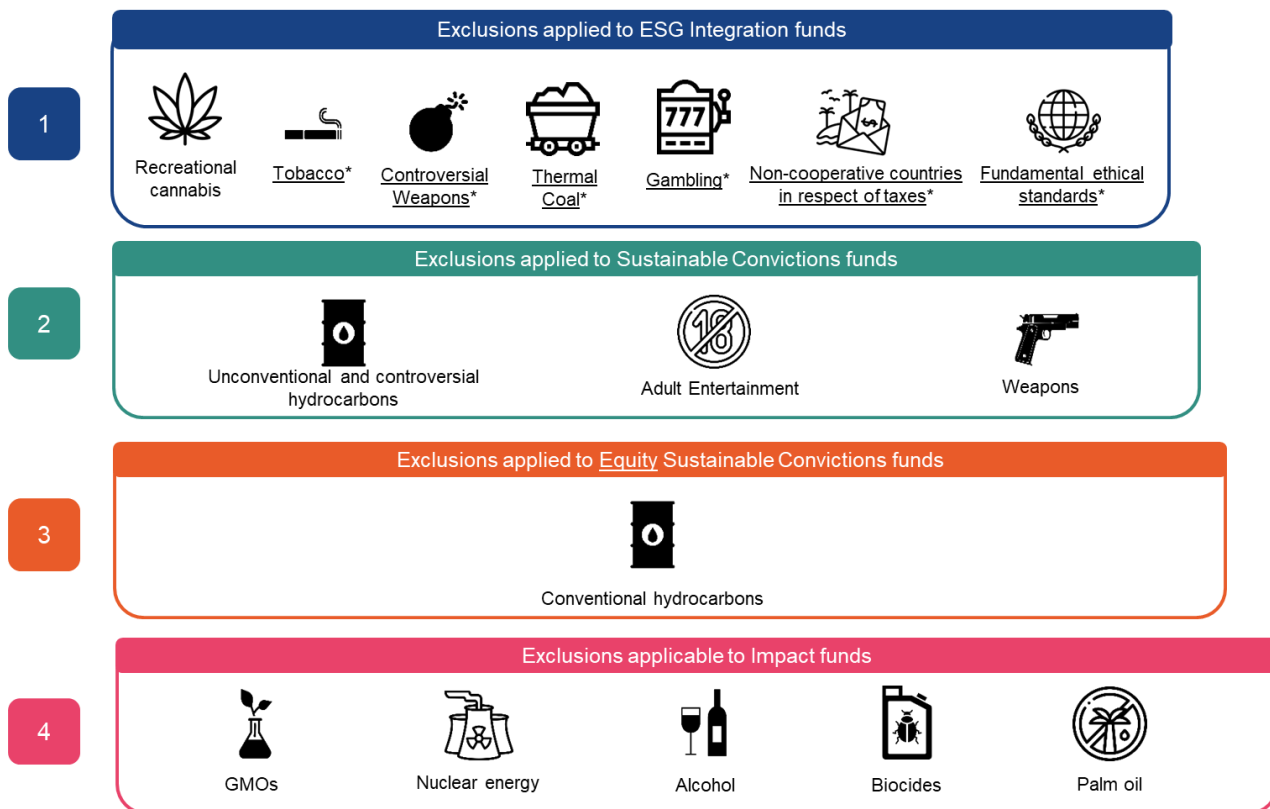 Exclusions applied to ESG Integration funds
1
777
$
Recreational
cannabis
Tobacco*
Controversial
Weapons*
Thermal
Coal*
Gambling*
Non-cooperative countries
in respect of taxes*
Fundamental ethical
standards*
Exclusions applied to Sustainable Convictions funds
2
18
Unconventional and controversial
hydrocarbons
Adult Entertainment
Weapons
Exclusions applied to Equity Sustainable Convictions funds
3
Conventional hydrocarbons
Exclusions applicable to Impact funds
4
GMOs
Nuclear energy
Alcohol
Biocides
Palm oil